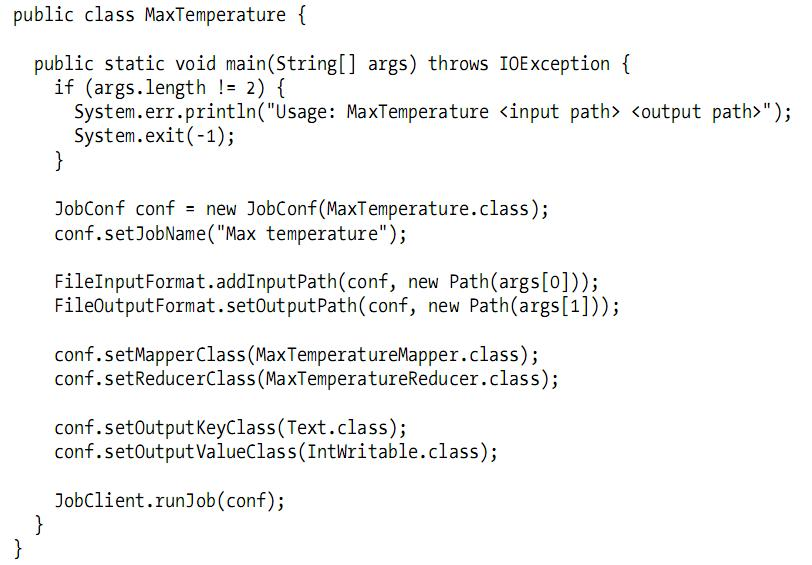 public class MaxTemperature {
  public static void main(String[] args) throws IOException {
    if (args.length != 2) {
      System.err.println("Usage: MaxTemperature <input path> <output path>");
      System.exit(-1);
    }
    JobConf conf = new JobConf(MaxTemperature.class);
    conf.setJobName("Max temperature");
    FileInputFormat.addInputPath(conf, new Path(args[0]));
    FileOutputFormat.setOutputPath(conf, new Path(args[1]));
    conf.setMapperClass(MaxTemperatureMapper.class);
    conf.setReducerClass(MaxTemperatureReducer.class);
    conf.setOutputKeyClass(Text.class);
    conf.setOutputValueClass(IntWritable.class);
    JobClient.runJob(conf);
  }
}